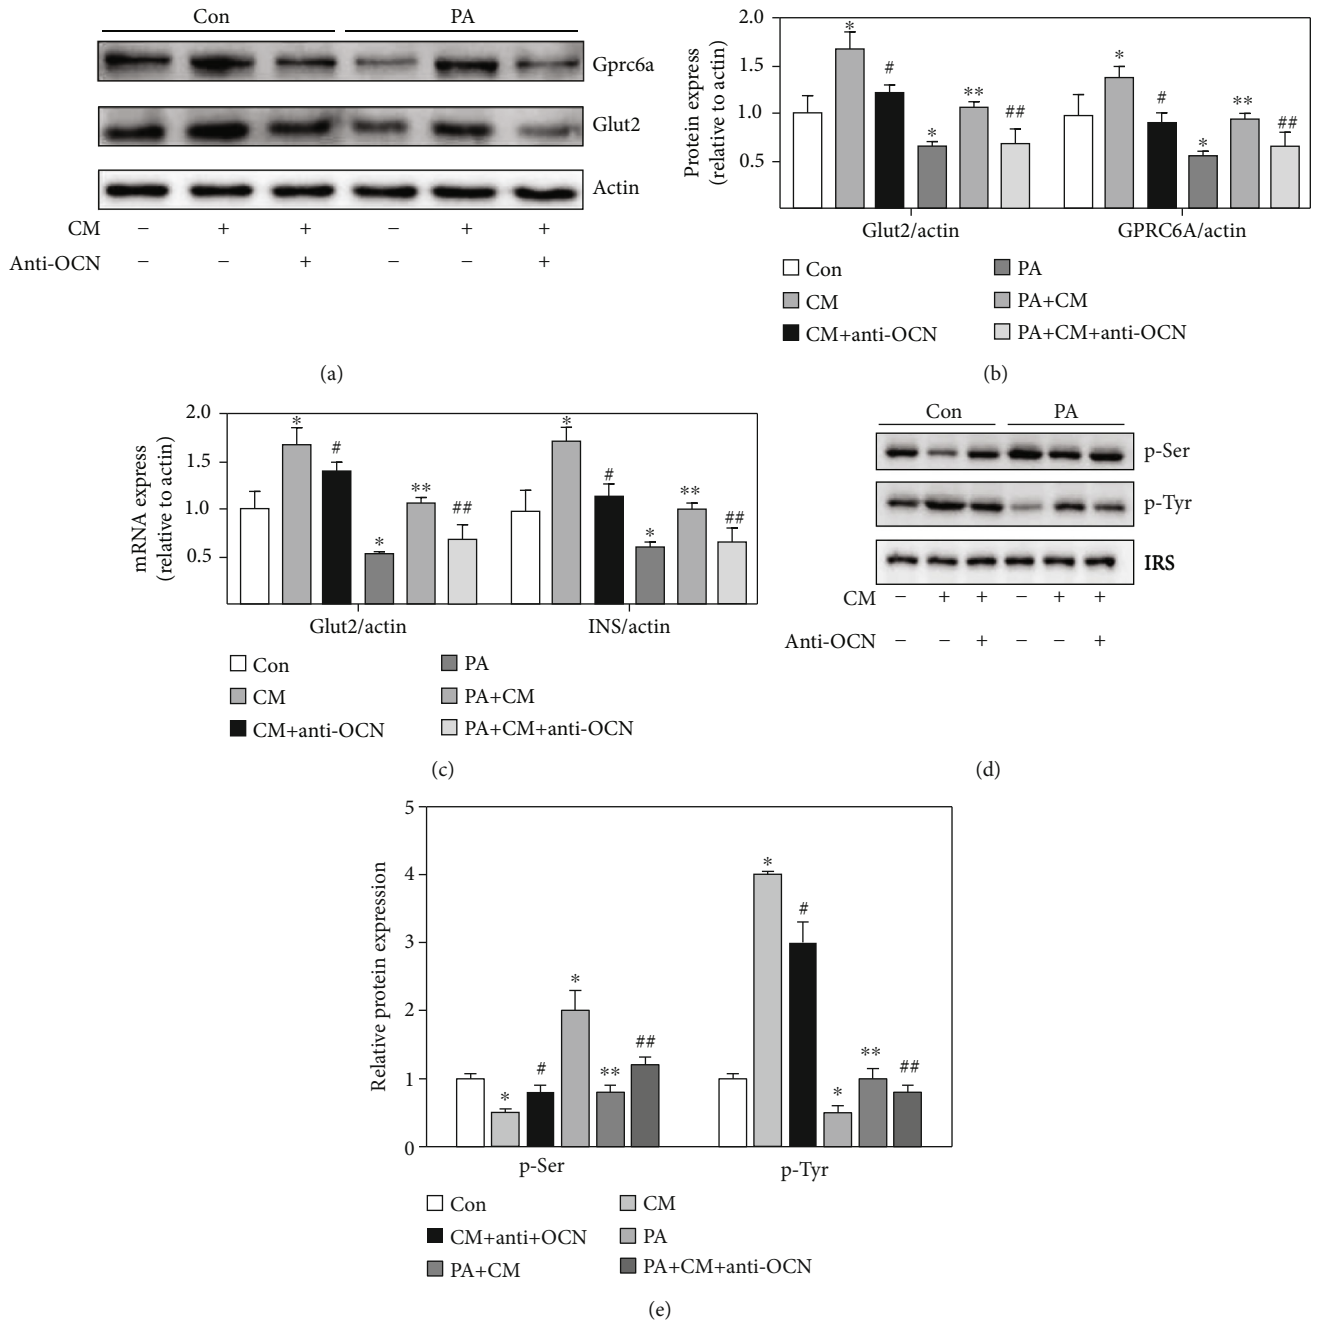 Con PA
Gprc6a
Glut2
Actin
CM − + + − + +
Anti-OCN − − + − − +
(a)
Protein express
(relative to actin)
2.0
1.5
1.0
0.5
* # * ** ##
* # * ** ##
Glut2/actin GPRC6A/actin
Con PA
CM PA+CM
CM+anti-OCN PA+CM+anti-OCN
(b)
mRNA express
(relative to actin)
2.0
1.5
1.0
0.5
* # * ** ##
* # * ** ##
Glut2/actin INS/actin
Con PA
CM PA+CM
CM+anti-OCN PA+CM+anti-OCN
(c)
Con PA
p-Ser
p-Tyr
IRS
CM − + + − + +
Anti-OCN − − + − − +
(d)
Relative protein expression
5
4
3
2
1
0
* # * ** ##
* # * ** ##
p-Ser p-Tyr
Con CM
CM+anti+OCN PA
PA+CM PA+CM+anti-OCN
(e)